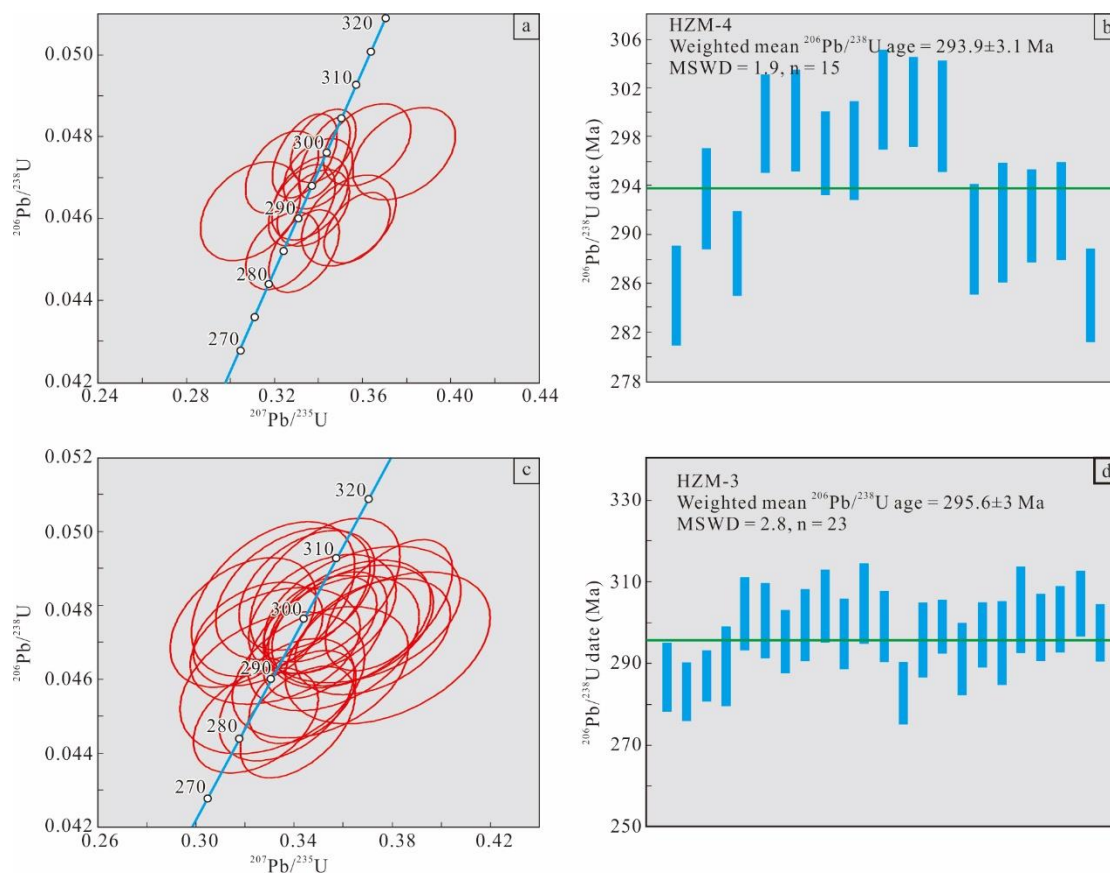 a
0.050
0.048
0.046
0.044
0.042
²⁰⁶Pb/²³⁸U
320
310
300
290
280
270
0.24
0.28
0.32
0.36
0.40
0.44
²⁰⁷Pb/²³⁵U
b
HZM-4
Weighted mean ²⁰⁶Pb/²³⁸U age = 293.9±3.1 Ma
MSWD = 1.9, n = 15
306
302
298
294
290
286
282
278
²⁰⁶Pb/²³⁸U date (Ma)
c
0.052
0.050
0.048
0.046
0.044
0.042
²⁰⁶Pb/²³⁸U
320
310
300
290
280
270
0.26
0.30
0.34
0.38
0.42
²⁰⁷Pb/²³⁵U
d
HZM-3
Weighted mean ²⁰⁶Pb/²³⁸U age = 295.6±3 Ma
MSWD = 2.8, n = 23
330
310
290
270
250
²⁰⁶Pb/²³⁸U date (Ma)